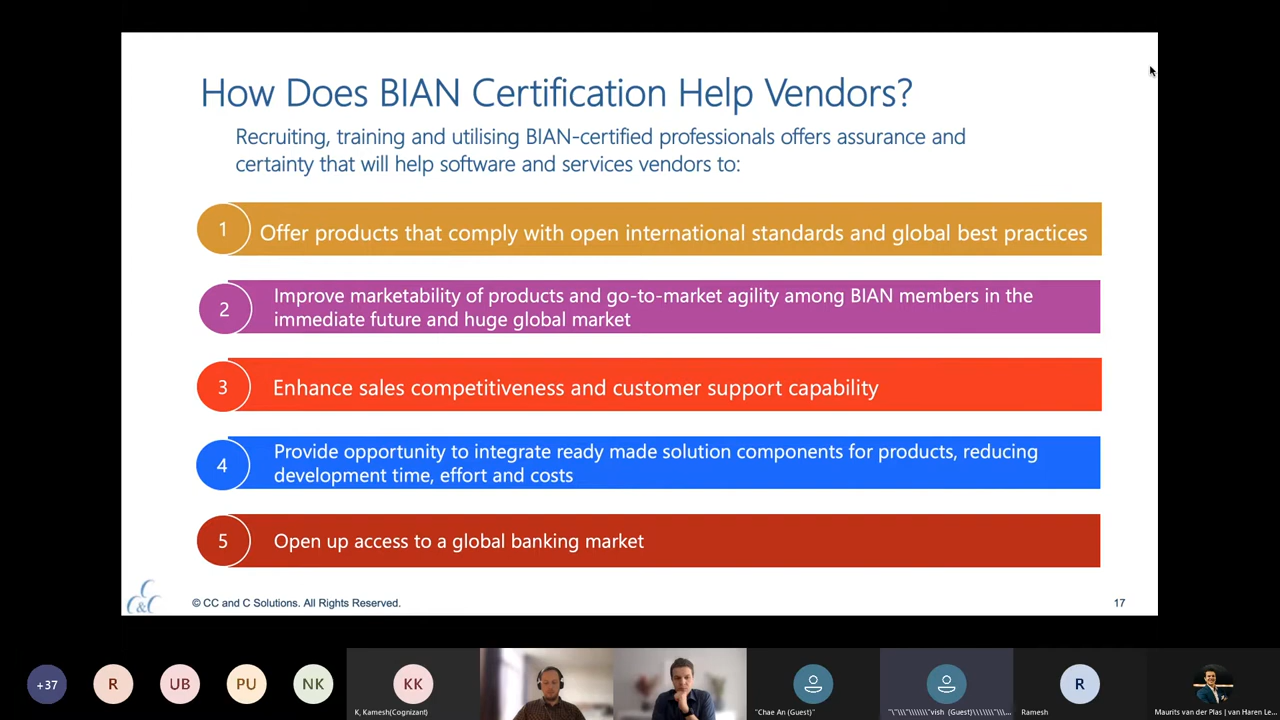 How Does BIAN Certification Help Vendors?
Recruiting, training and utilising BIAN-certified professionals offers assurance and
certainty that will help software and services vendors to:
1 Offer products that comply with open international standards and global best practices
2 Improve marketability of products and go-to-market agility among BIAN members in the
immediate future and huge global market
3 Enhance sales competitiveness and customer support capability
4 Provide opportunity to integrate ready made solution components for products, reducing
development time, effort and costs
5 Open up access to a global banking market
C
C&C
© CC and C Solutions. All Rights Reserved.
17
+37
R
UB
PU
NK
KK
K, Kamesh(Cognizant)
"Chae An (Guest)"
"\"\\"\\\\\\\"vish (Guest)\\\\\\\"\\...
R
Ramesh
Maurits van der Plas | van Haren Le...